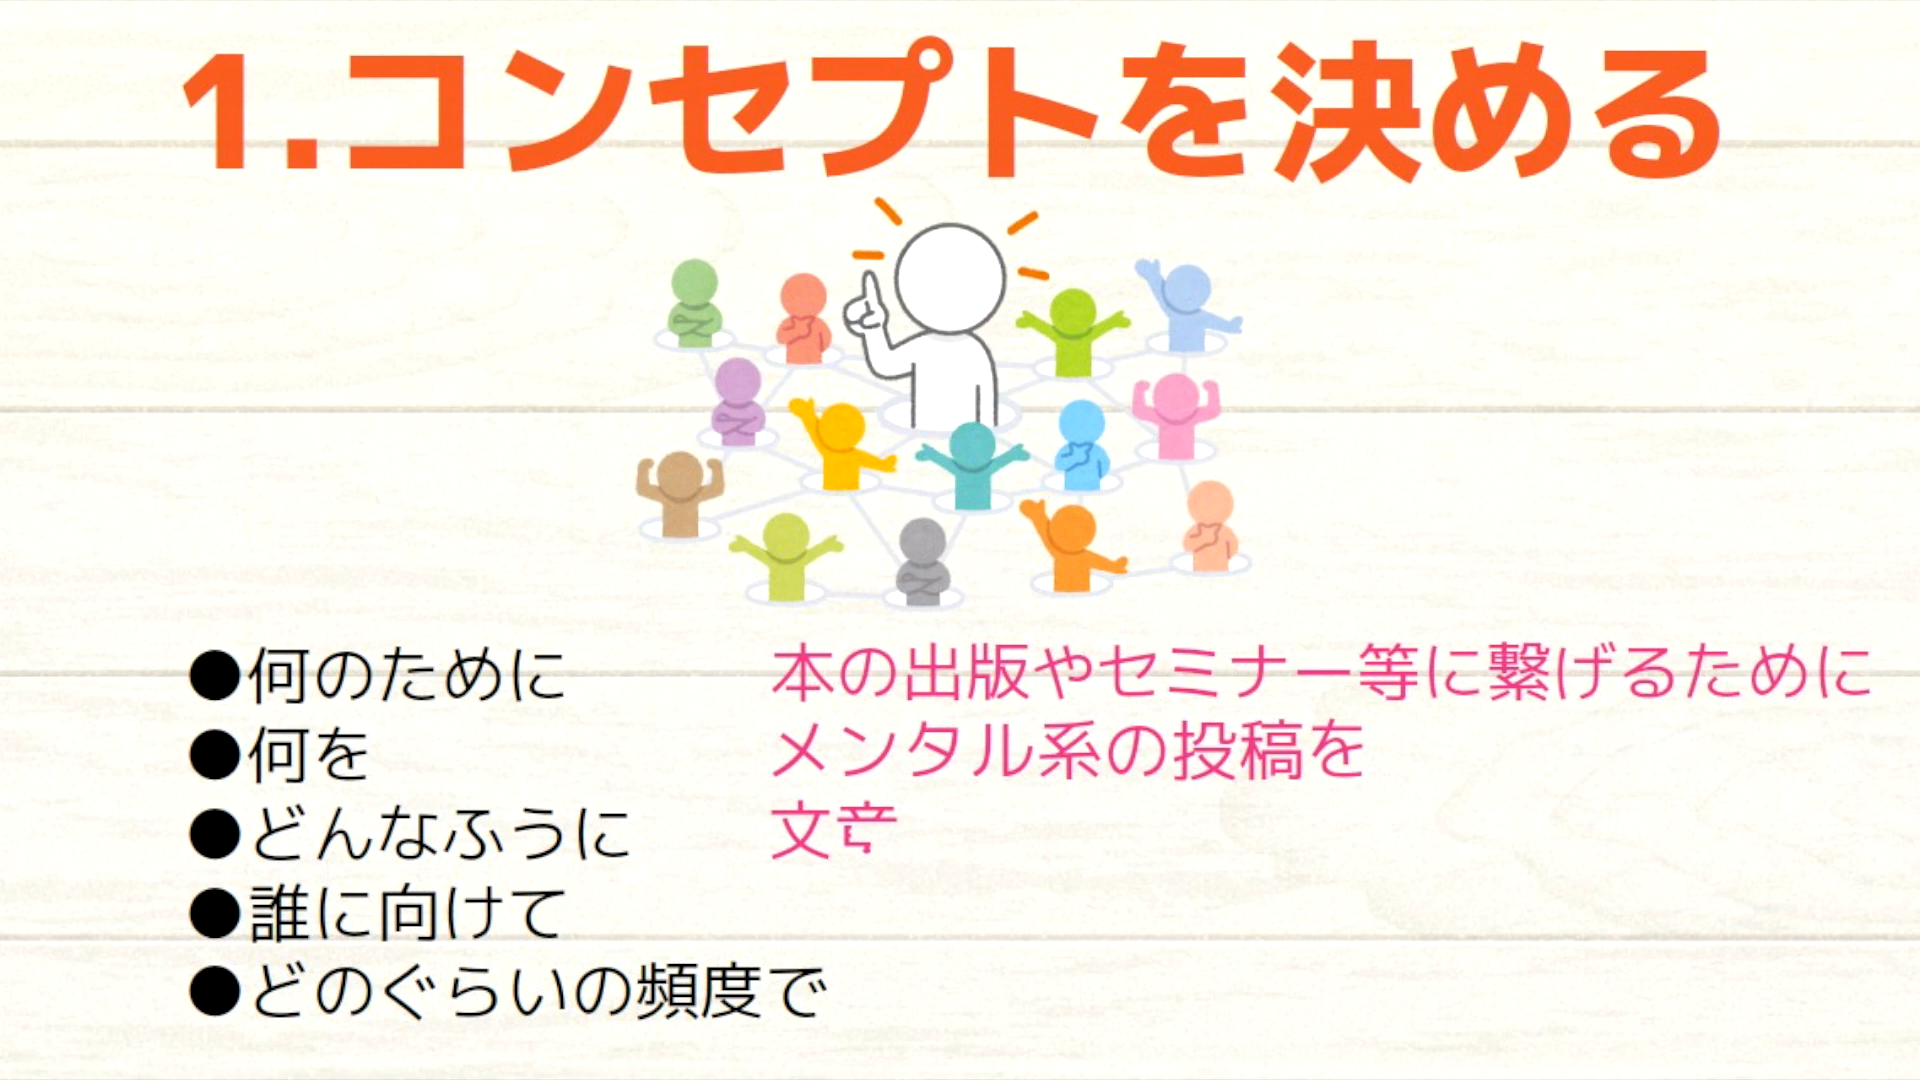 1.コンセプトを決める
●何のために 本の出版やセミナー等に繋げるために
●何を メンタル系の投稿を
●どんなふうに 文
●誰に向けて
●どのぐらいの頻度で